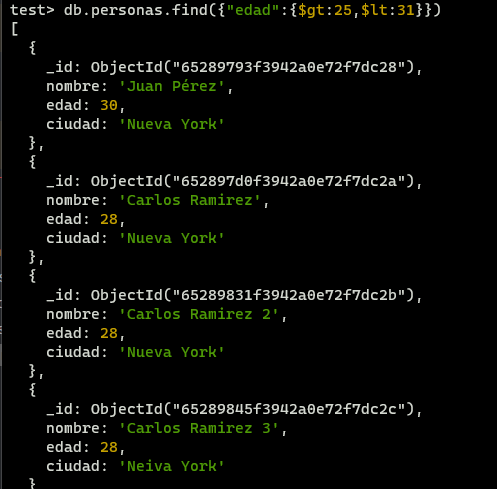 test> db.personas.find({"edad":{$gt:25,$lt:31}})
[
  {
    _id: ObjectId("65289793f3942a0e72f7dc28"),
    nombre: 'Juan Pérez',
    edad: 30,
    ciudad: 'Nueva York'
  },
  {
    _id: ObjectId("652897d0f3942a0e72f7dc2a"),
    nombre: 'Carlos Ramirez',
    edad: 28,
    ciudad: 'Nueva York'
  },
  {
    _id: ObjectId("65289831f3942a0e72f7dc2b"),
    nombre: 'Carlos Ramirez 2',
    edad: 28,
    ciudad: 'Nueva York'
  },
  {
    _id: ObjectId("65289845f3942a0e72f7dc2c"),
    nombre: 'Carlos Ramirez 3',
    edad: 28,
    ciudad: 'Neiva York'
  }